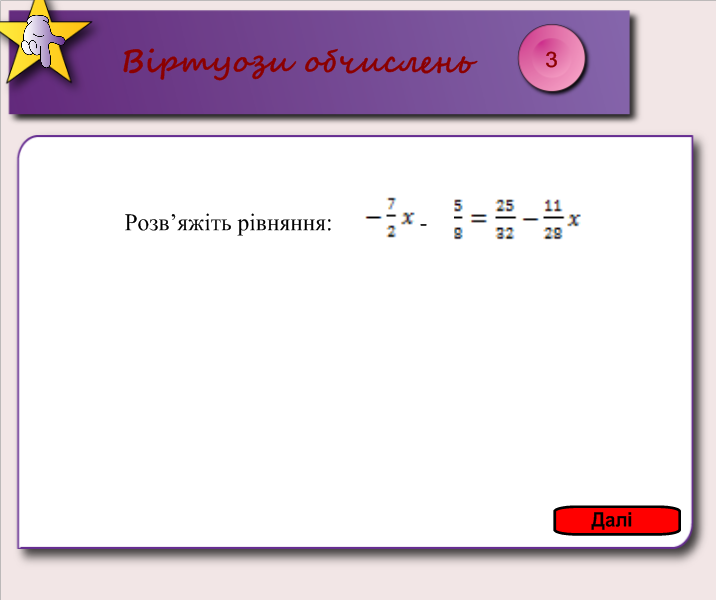 Віртуози обчислень
3
Розв’яжіть рівняння: −7/2 x - 5/8 = 25/32 − 11/28 x
Далі